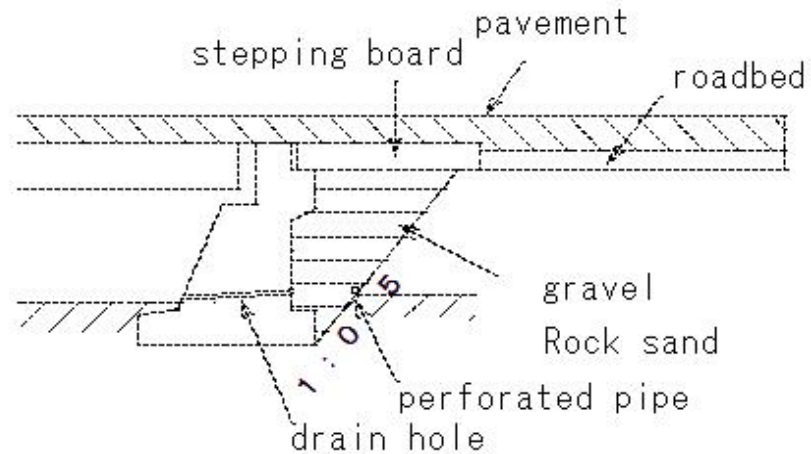 pavement
stepping board
roadbed
gravel
Rock sand
1:0.5
perforated pipe
drain hole